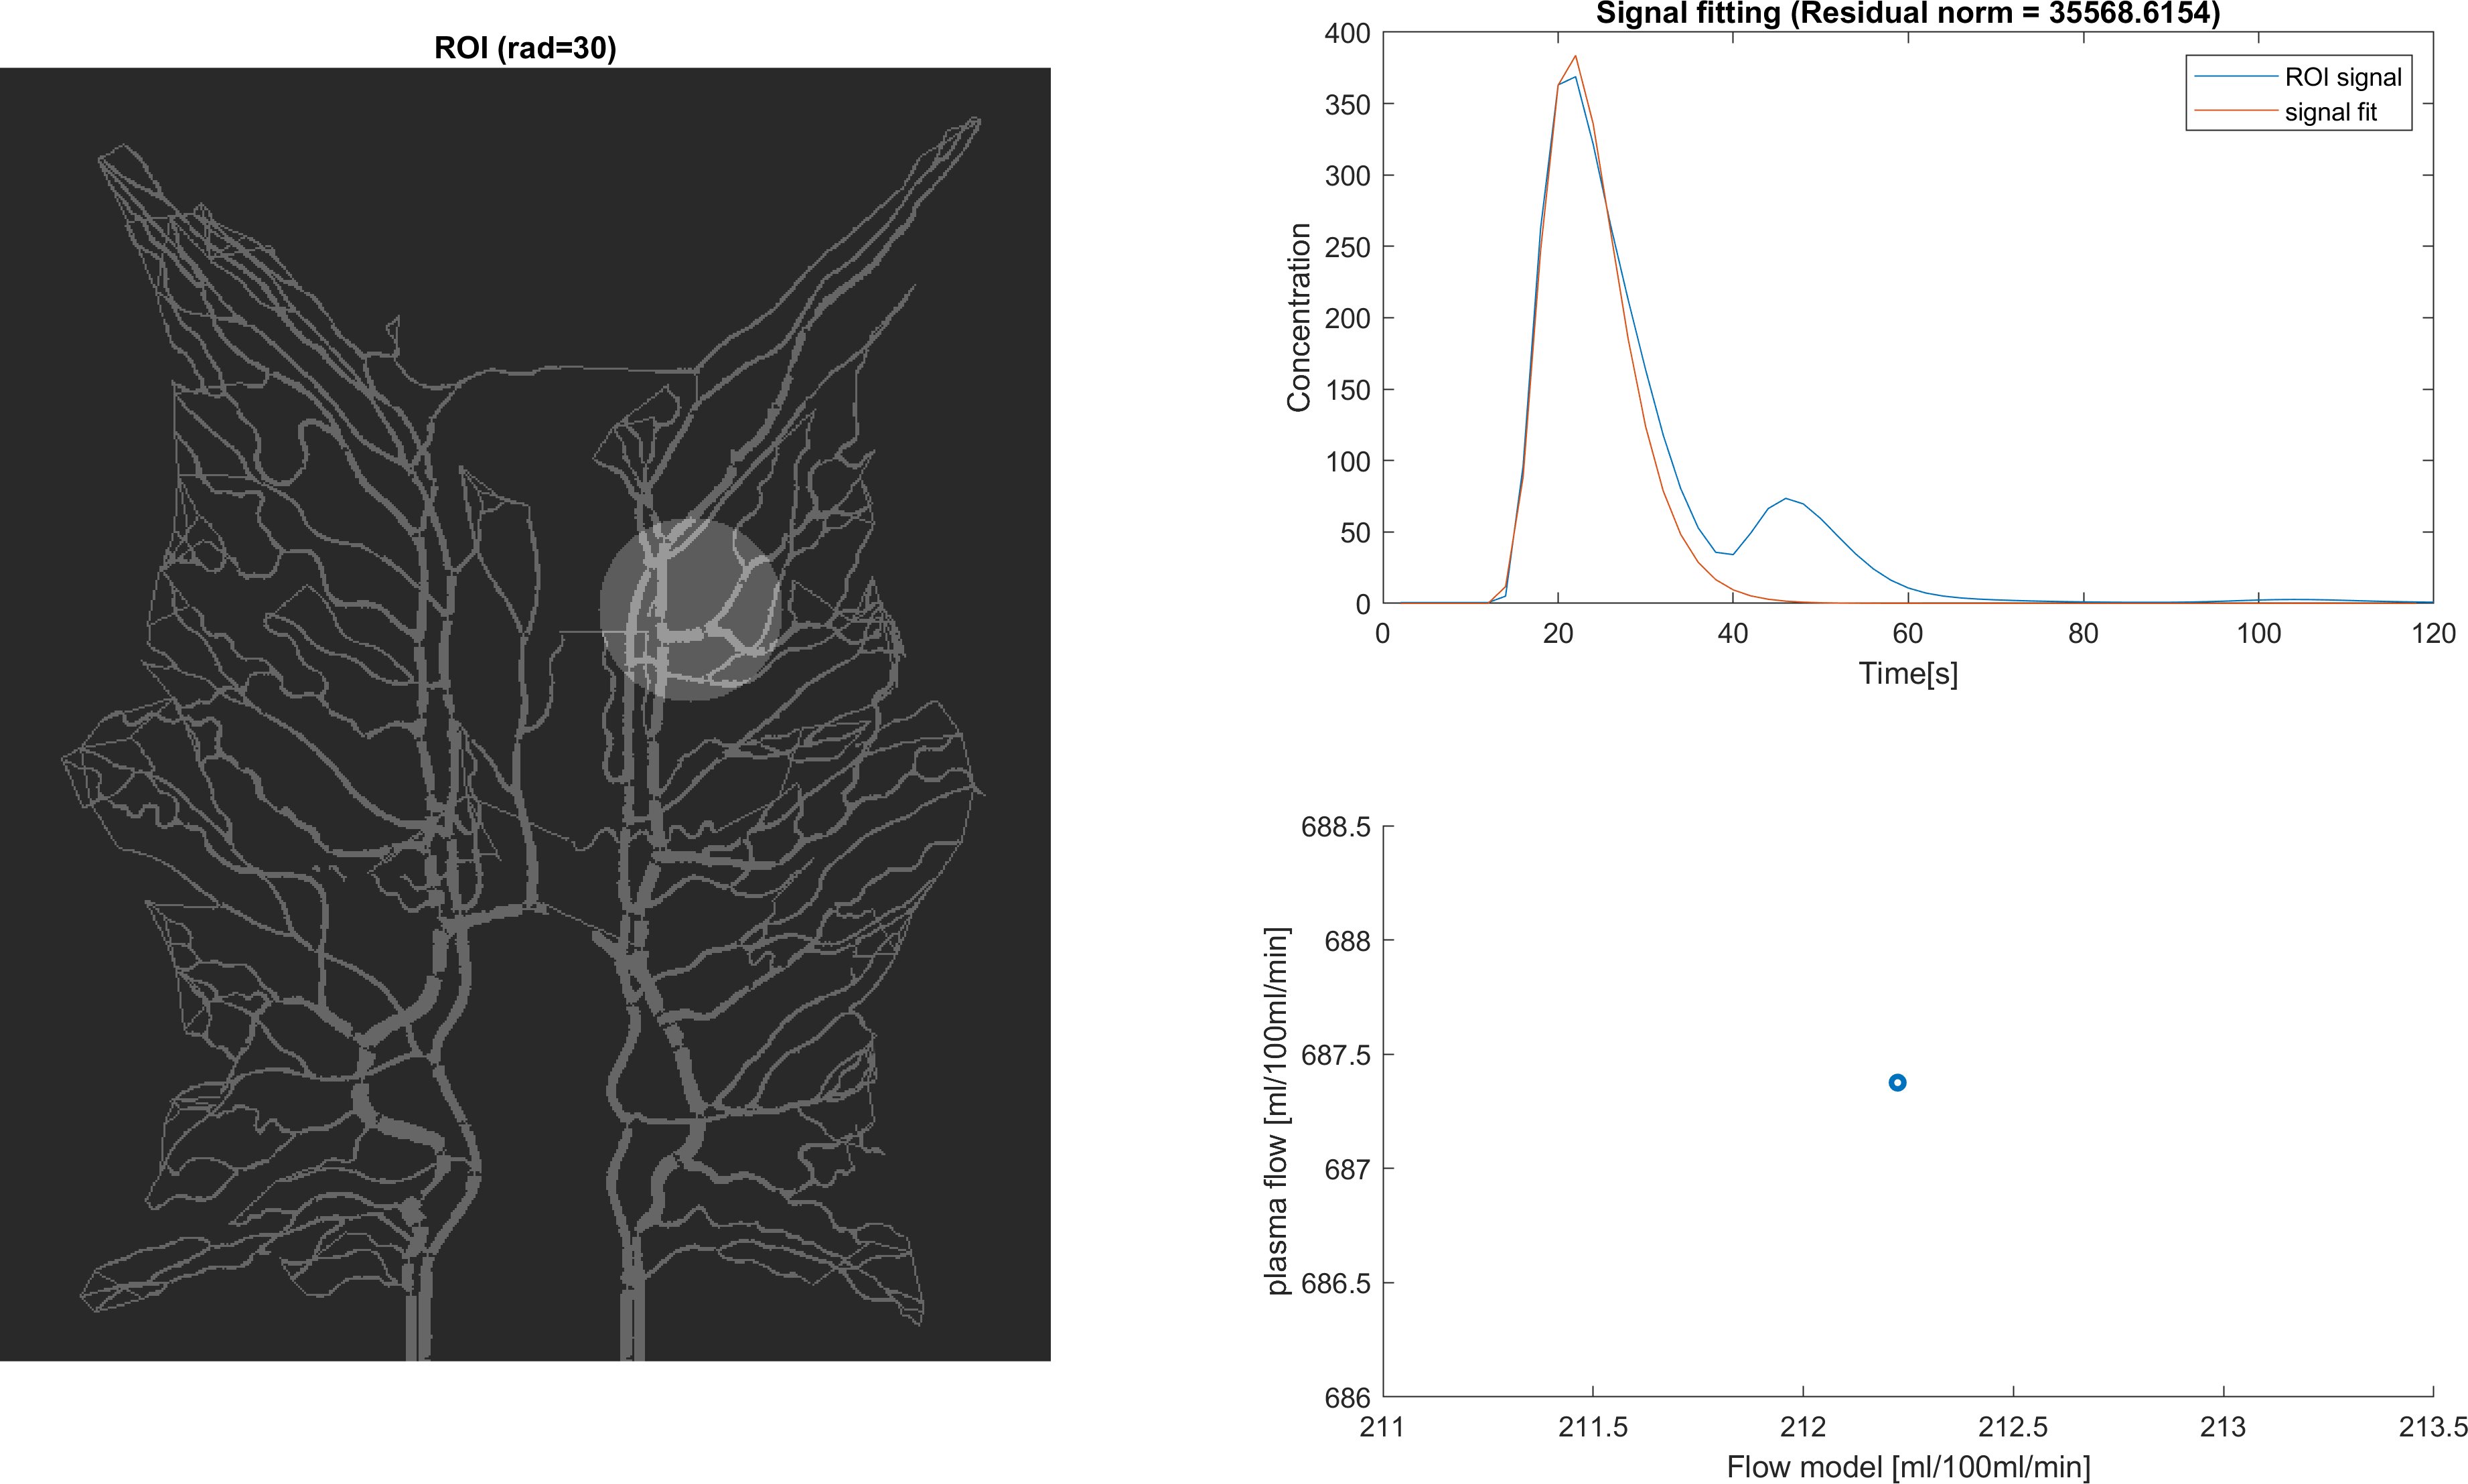 ROI (rad=30)
Signal fitting (Residual norm = 35568.6154)
400
350
300
250
200
150
100
50
0
Concentration
0 20 40 60 80 100 120
Time[s]
ROI signal
signal fit
688.5
688
687.5
687
686.5
686
plasma flow [ml/100ml/min]
211 211.5 212 212.5 213 213.5
Flow model [ml/100ml/min]